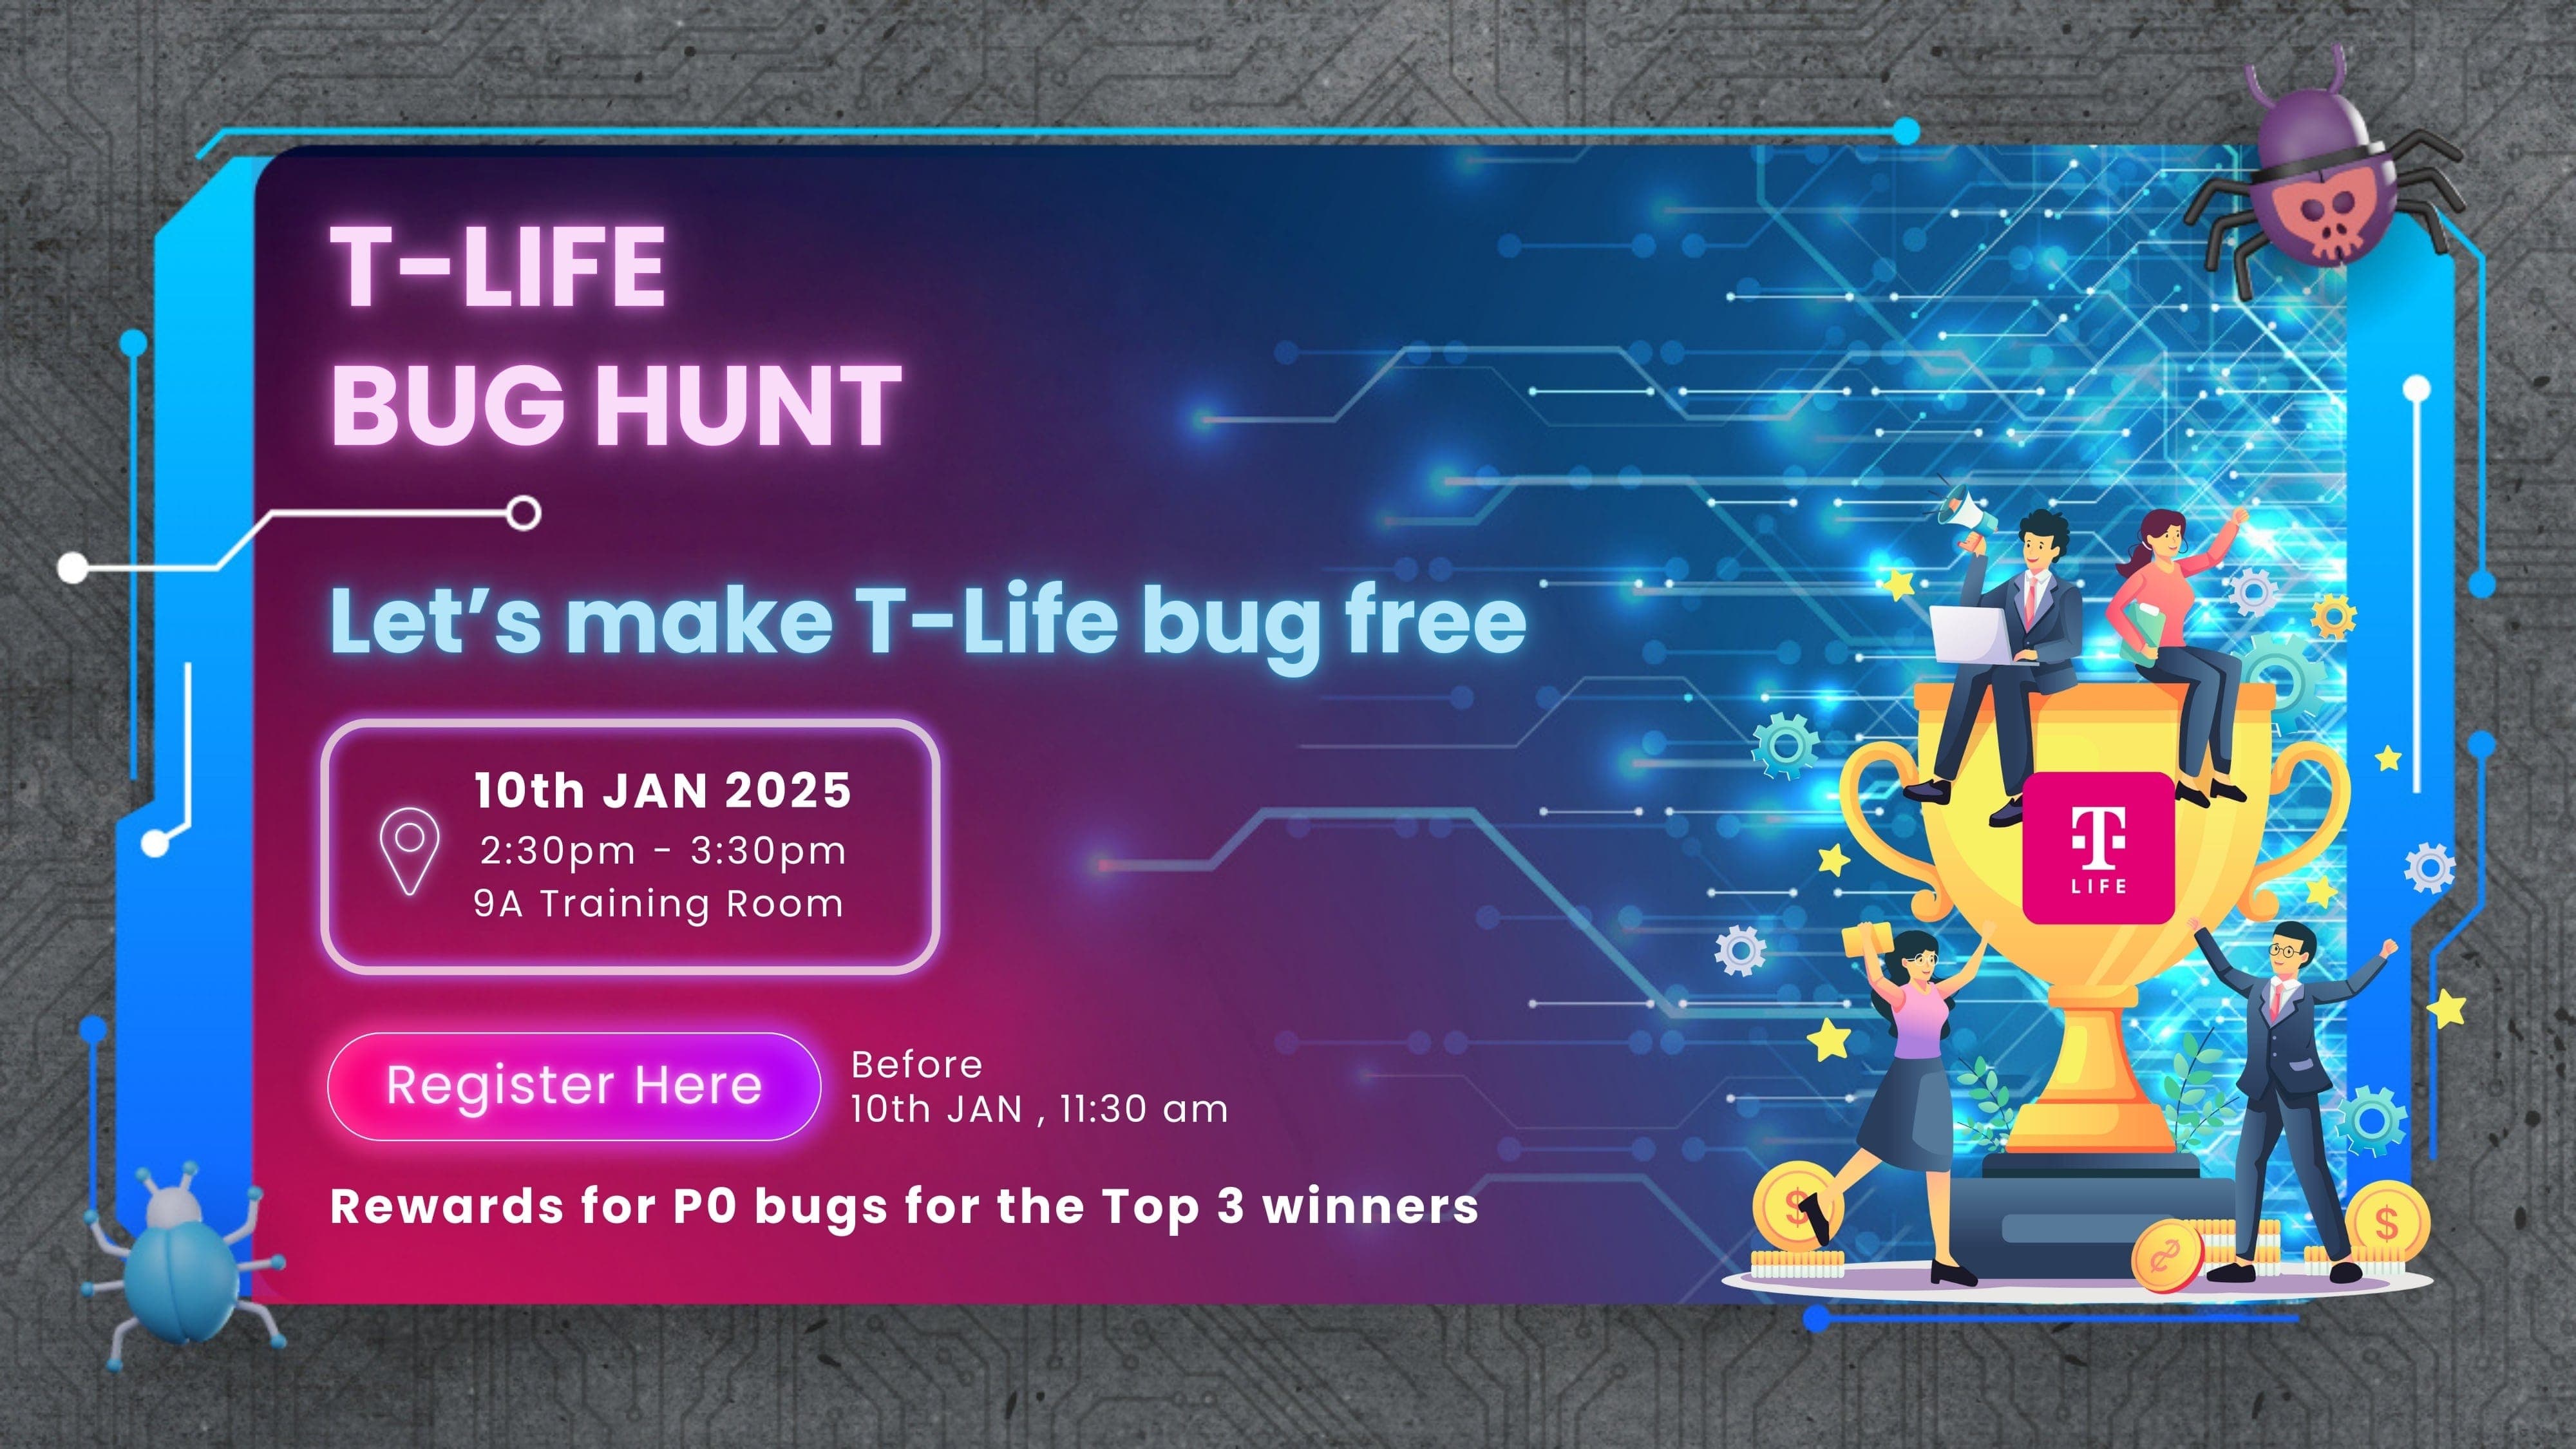 T-LIFE
BUG HUNT
Let’s make T-Life bug free
10th JAN 2025
2:30pm - 3:30pm
9A Training Room
Register Here
Before
10th JAN , 11:30 am
Rewards for P0 bugs for the Top 3 winners
T
LIFE
$
$
$